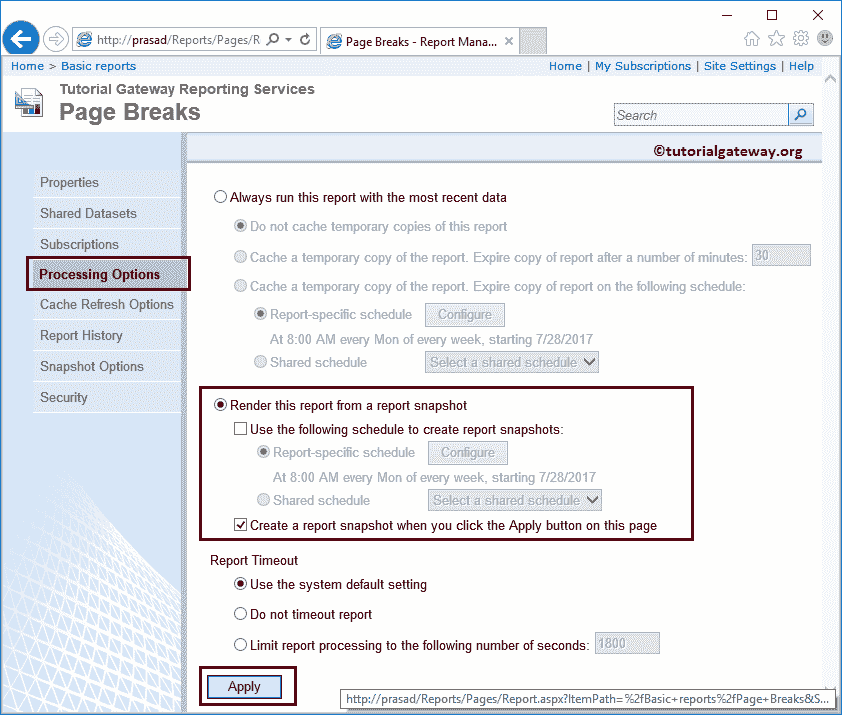 http://prasad/Reports/Pages/R
Page Breaks - Report Mana...
Home > Basic reports
Home | My Subscriptions | Site Settings | Help
Tutorial Gateway Reporting Services
Page Breaks
Search
©tutorialgateway.org
Properties
Shared Datasets
Subscriptions
Processing Options
Cache Refresh Options
Report History
Snapshot Options
Security
Always run this report with the most recent data
Do not cache temporary copies of this report
Cache a temporary copy of the report. Expire copy of report after a number of minutes: 30
Cache a temporary copy of the report. Expire copy of report on the following schedule:
Report-specific schedule Configure
At 8:00 AM every Mon of every week, starting 7/28/2017
Shared schedule Select a shared schedule
Render this report from a report snapshot
Use the following schedule to create report snapshots:
Report-specific schedule Configure
At 8:00 AM every Mon of every week, starting 7/28/2017
Shared schedule Select a shared schedule
Create a report snapshot when you click the Apply button on this page
Report Timeout
Use the system default setting
Do not timeout report
Limit report processing to the following number of seconds: 1800
Apply
http://prasad/Reports/Pages/Report.aspx?ItemPath=%2fBasic+reports%2fPage+Breaks&S...